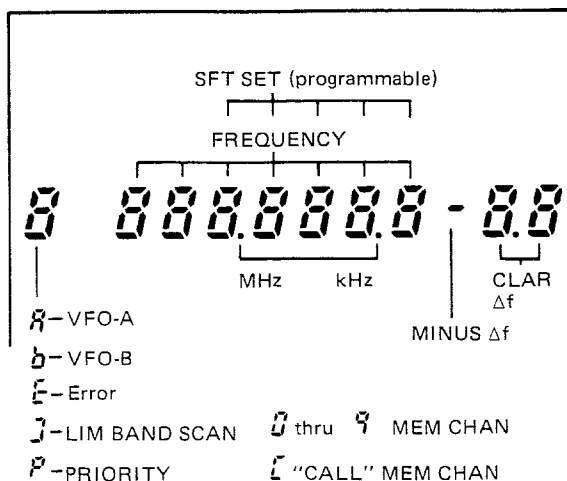 SFT SET (programmable)
FREQUENCY
8 888.888.8 - 8.8
MHz kHz CLAR
Δf
MINUS Δf
A-VFO-A
b-VFO-B
E-Error
J-LIM BAND SCAN 0 thru 9 MEM CHAN
P-PRIORITY C "CALL" MEM CHAN